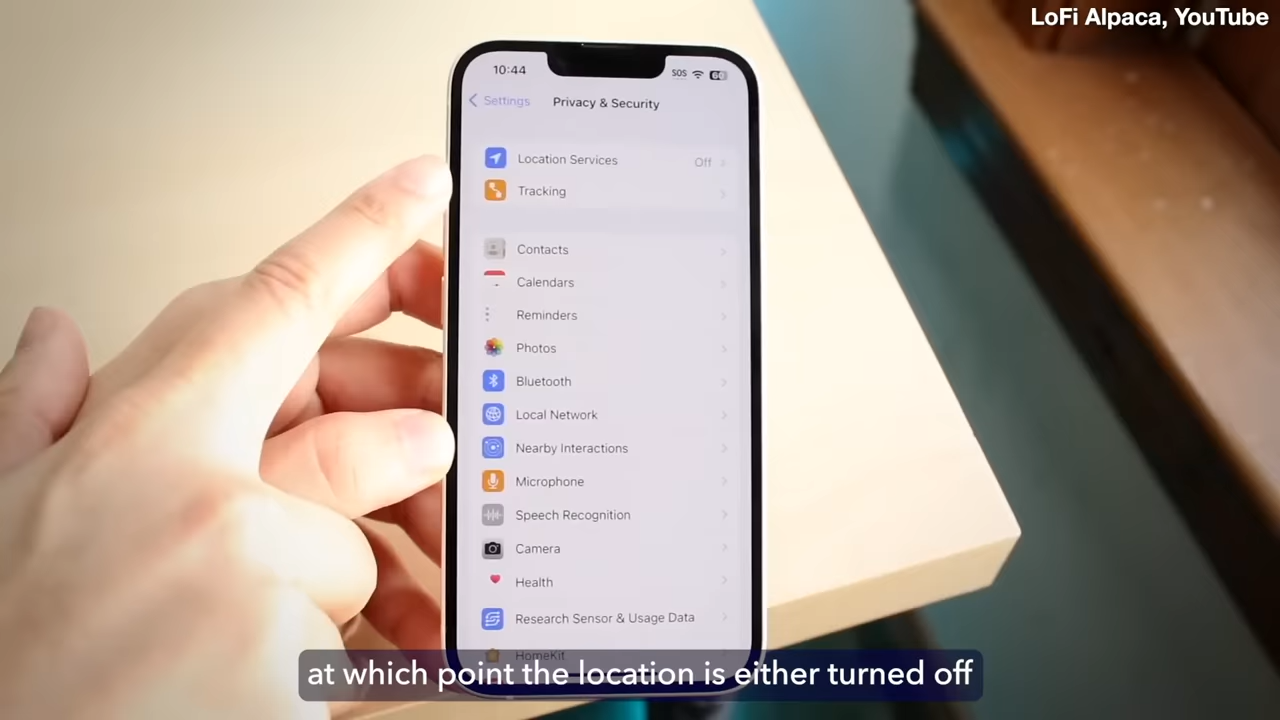 LoFi Alpaca, YouTube
10:44
SOS
60
Settings
Privacy & Security
Location Services
Off
Tracking
Contacts
Calendars
Reminders
Photos
Bluetooth
Local Network
Nearby Interactions
Microphone
Speech Recognition
Camera
Health
Research Sensor & Usage Data
HomeKit
at which point the location is either turned off